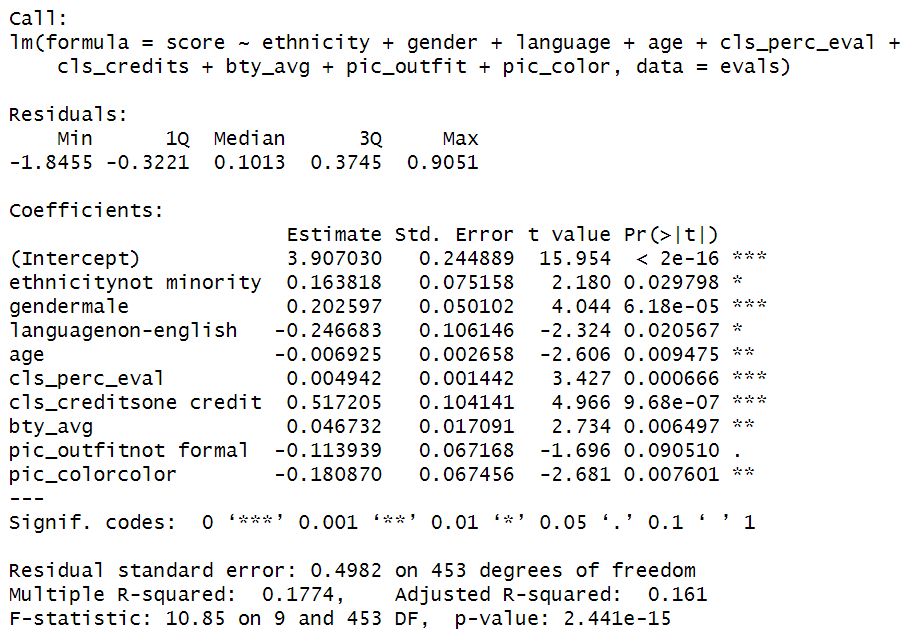 Call:
lm(formula = score ~ ethnicity + gender + language + age + cls_perc_eval +
    cls_credits + bty_avg + pic_outfit + pic_color, data = evals)

Residuals:
    Min      1Q  Median      3Q     Max
-1.8455 -0.3221  0.1013  0.3745  0.9051

Coefficients:
                       Estimate Std. Error t value Pr(>|t|)
(Intercept)            3.907030   0.244889  15.954  < 2e-16 ***
ethnicitynot minority  0.163818   0.075158   2.180 0.029798 *
gendermale             0.202597   0.050102   4.044 6.18e-05 ***
languagenon-english   -0.246683   0.106146  -2.324 0.020567 *
age                   -0.006925   0.002658  -2.606 0.009475 **
cls_perc_eval          0.004942   0.001442   3.427 0.000666 ***
cls_creditsone credit  0.517205   0.104141   4.966 9.68e-07 ***
bty_avg                0.046732   0.017091   2.734 0.006497 **
pic_outfitnot formal  -0.113939   0.067168  -1.696 0.090510 .
pic_colorcolor        -0.180870   0.067456  -2.681 0.007601 **
---
Signif. codes:  0 ‘***’ 0.001 ‘**’ 0.01 ‘*’ 0.05 ‘.’ 0.1 ‘ ’ 1

Residual standard error: 0.4982 on 453 degrees of freedom
Multiple R-squared:  0.1774,    Adjusted R-squared:  0.161
F-statistic: 10.85 on 9 and 453 DF,  p-value: 2.441e-15